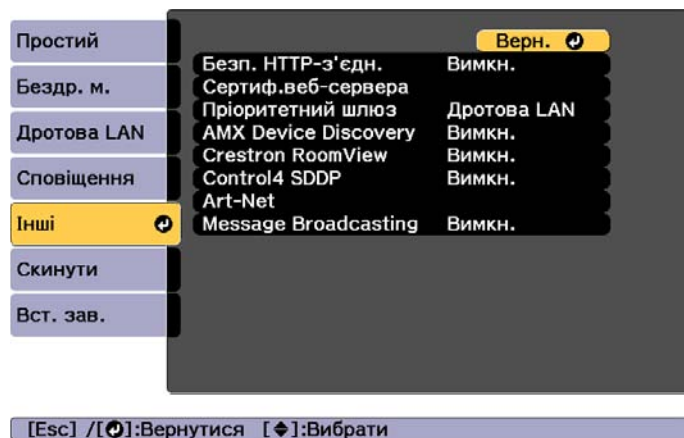 Простий
Бездр. м.
Дротова LAN
Сповіщення
Інші
Скинути
Вст. зав.
Верн.
Безп. HTTP-з'єдн. Вимкн.
Сертиф.веб-сервера
Пріоритетний шлюз Дротова LAN
AMX Device Discovery Вимкн.
Crestron RoomView Вимкн.
Control4 SDDP Вимкн.
Art-Net
Message Broadcasting Вимкн.
[Esc] /[⏎]:Вернутися [◆]:Вибрати